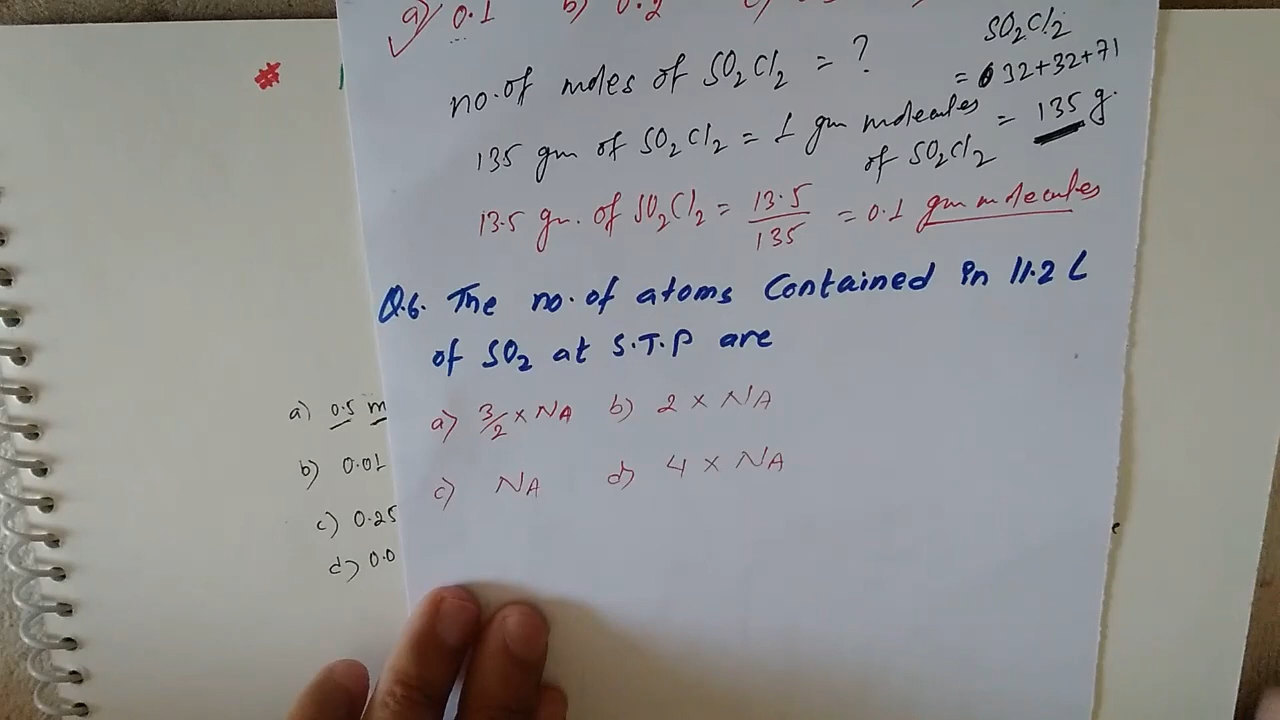 a) 0.1 b) 0.2
SO2Cl2
no. of moles of SO2Cl2 = ? = 32+32+71
135 gm of SO2Cl2 = 1 gm molecules = 135 g.
of SO2Cl2
13.5 gm. of SO2Cl2 = 13.5/135 = 0.1 gm molecules
Q.6. The no. of atoms Contained in 11.2 L
of SO2 at S.T.P are
a) 3/2 × NA b) 2 × NA
c) NA d) 4 × NA
a) 0.5 m
b) 0.01
c) 0.25
d) 0.0